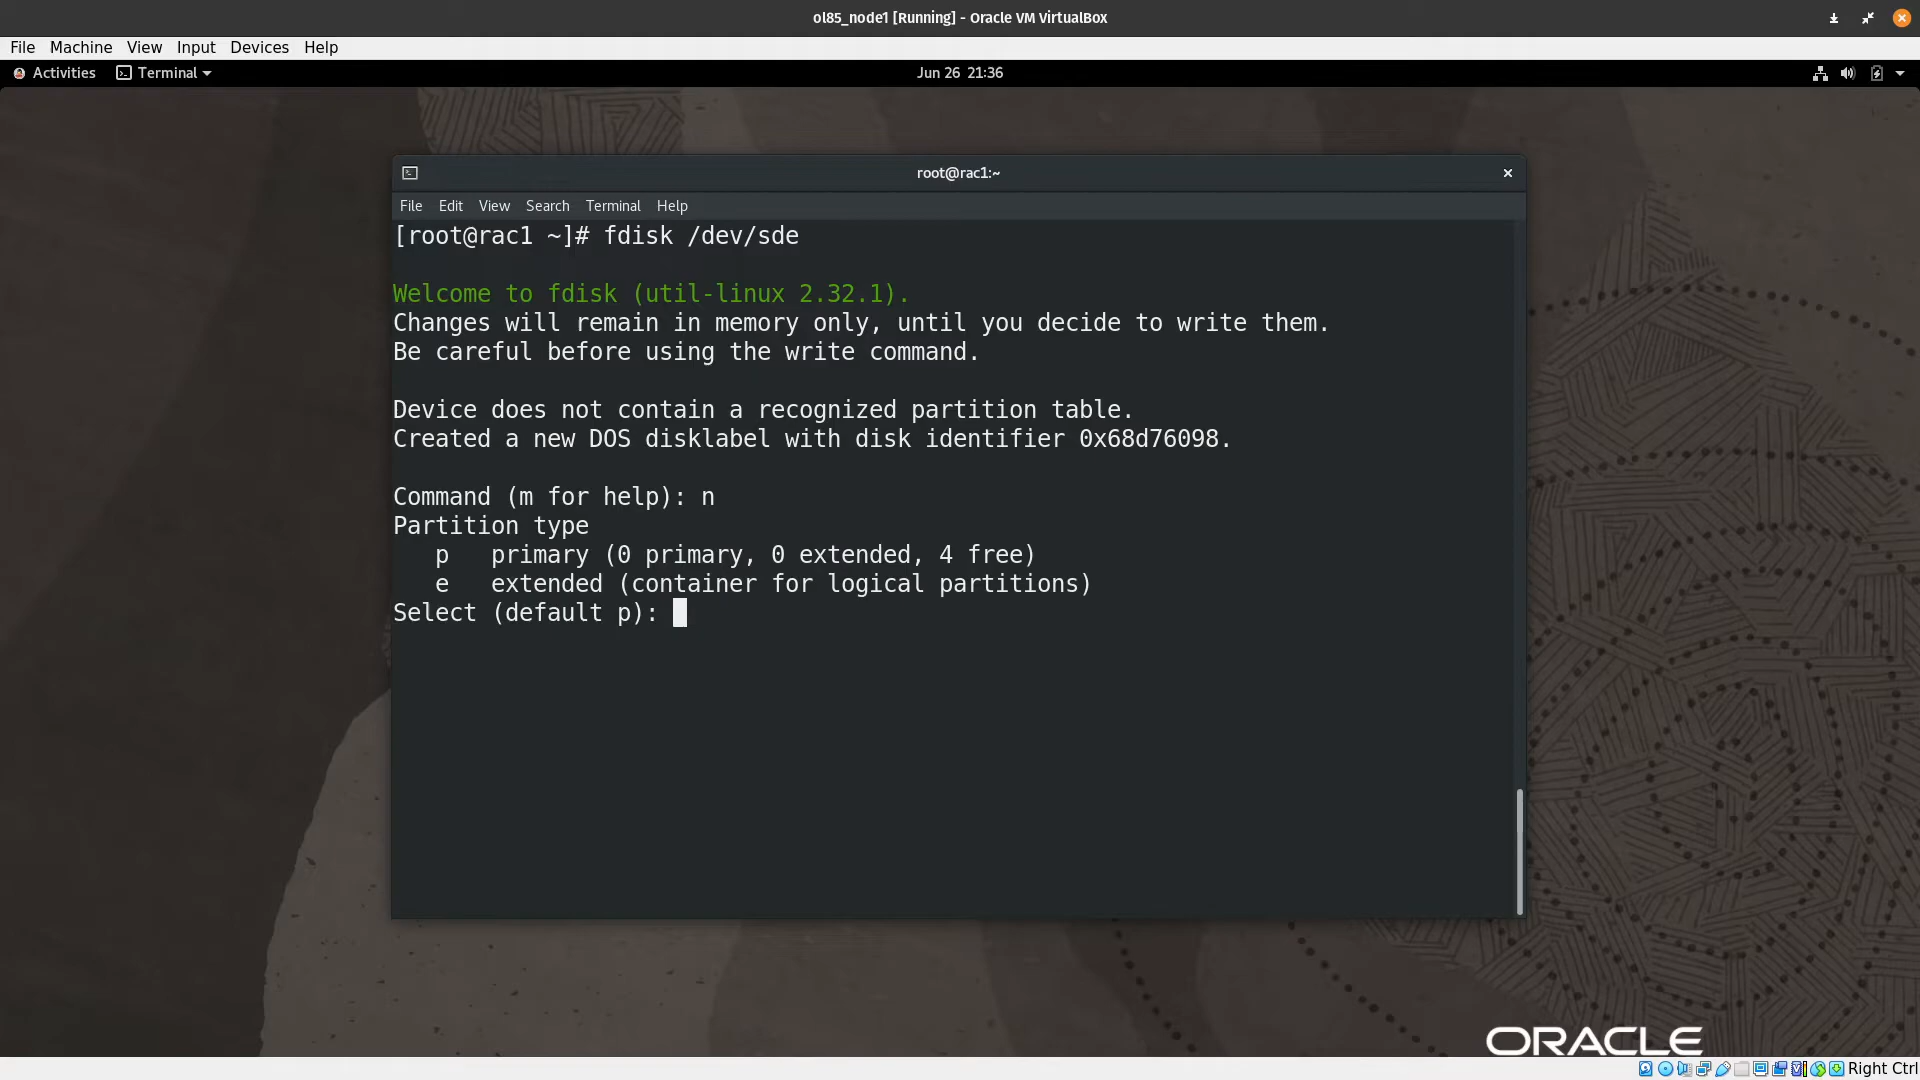 ol85_node1 [Running] - Oracle VM VirtualBox
File Machine View Input Devices Help
Activities Terminal Jun 26 21:36
root@rac1:~
File Edit View Search Terminal Help
[root@rac1 ~]# fdisk /dev/sde
Welcome to fdisk (util-linux 2.32.1).
Changes will remain in memory only, until you decide to write them.
Be careful before using the write command.
Device does not contain a recognized partition table.
Created a new DOS disklabel with disk identifier 0x68d76098.
Command (m for help): n
Partition type
p primary (0 primary, 0 extended, 4 free)
e extended (container for logical partitions)
Select (default p):
ORACLE
Right Ctrl